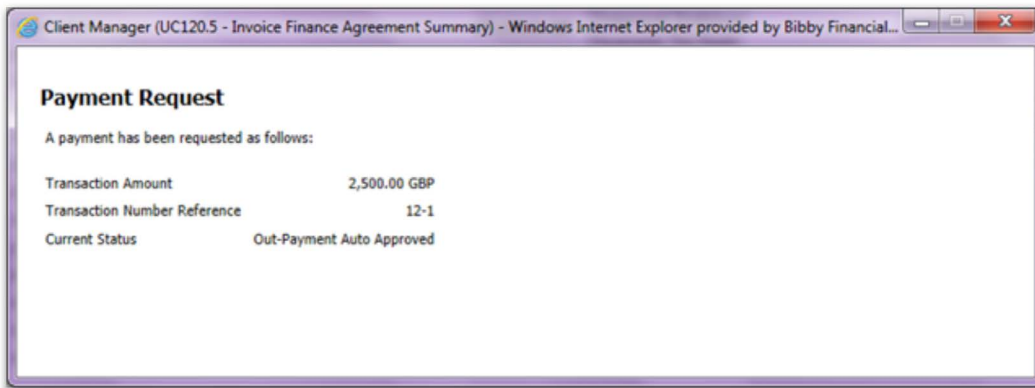 Client Manager (UC120.5 - Invoice Finance Agreement Summary) - Windows Internet Explorer provided by Bibby Financial...
Payment Request
A payment has been requested as follows:
Transaction Amount 2,500.00 GBP
Transaction Number Reference 12-1
Current Status Out-Payment Auto Approved